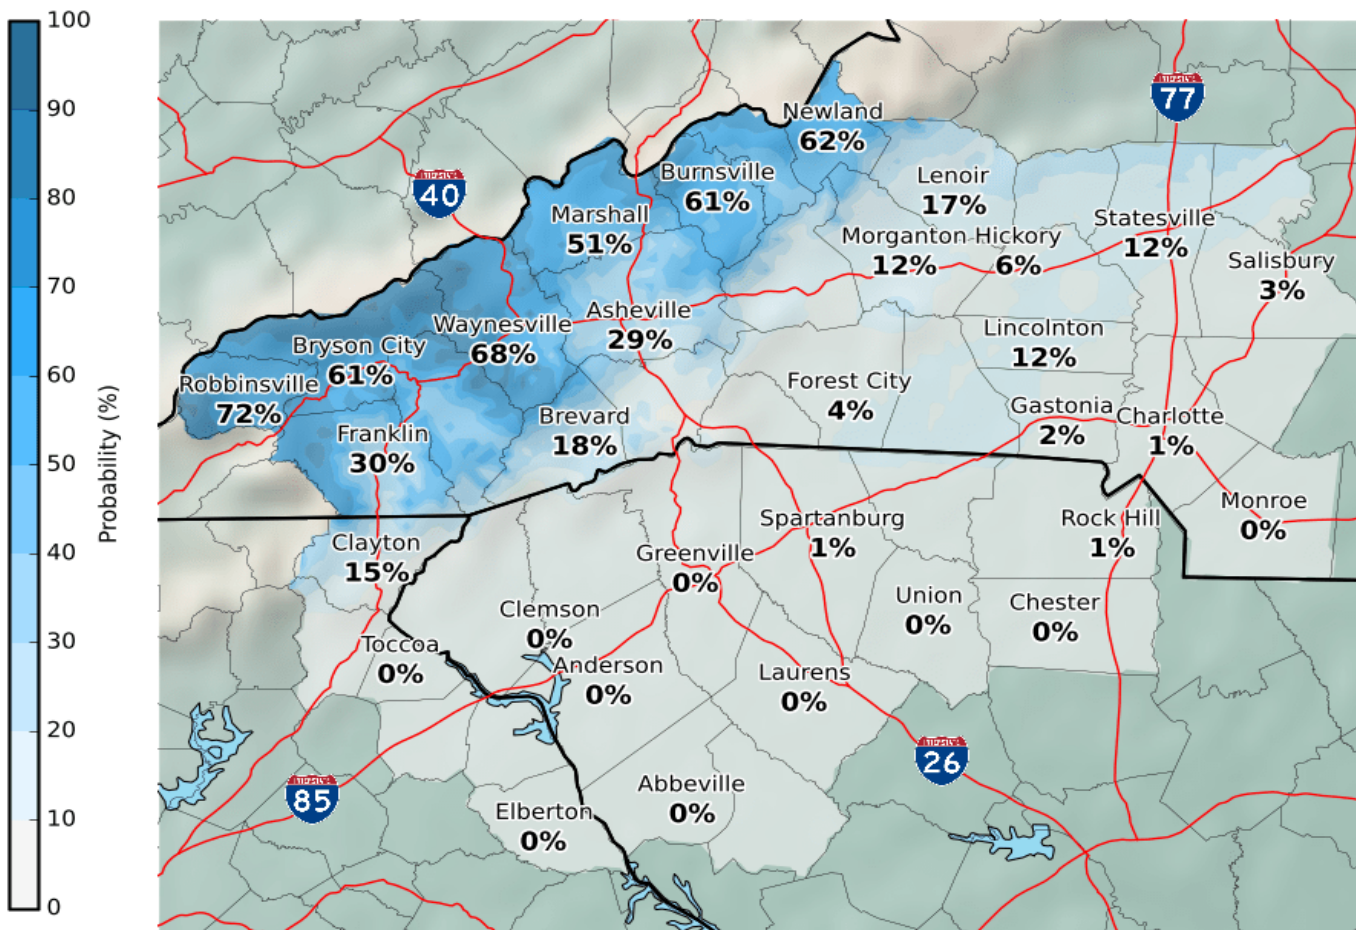 100
90
80
70
60
50
40
30
20
10
0
Probability (%)
77
40
Newland
62%
Burnsville
61%
Lenoir
17%
Marshall
51%
Statesville
12%
Morganton
12%
Hickory
6%
Salisbury
3%
Asheville
29%
Waynesville
68%
Lincolnton
12%
Bryson City
61%
Robbinsville
72%
Forest City
4%
Brevard
18%
Gastonia
2%
Charlotte
1%
Franklin
30%
Monroe
0%
Spartanburg
1%
Rock Hill
1%
Clayton
15%
Greenville
0%
Union
0%
Chester
0%
Clemson
0%
Toccoa
0%
Anderson
0%
Laurens
0%
26
85
Abbeville
0%
Elberton
0%